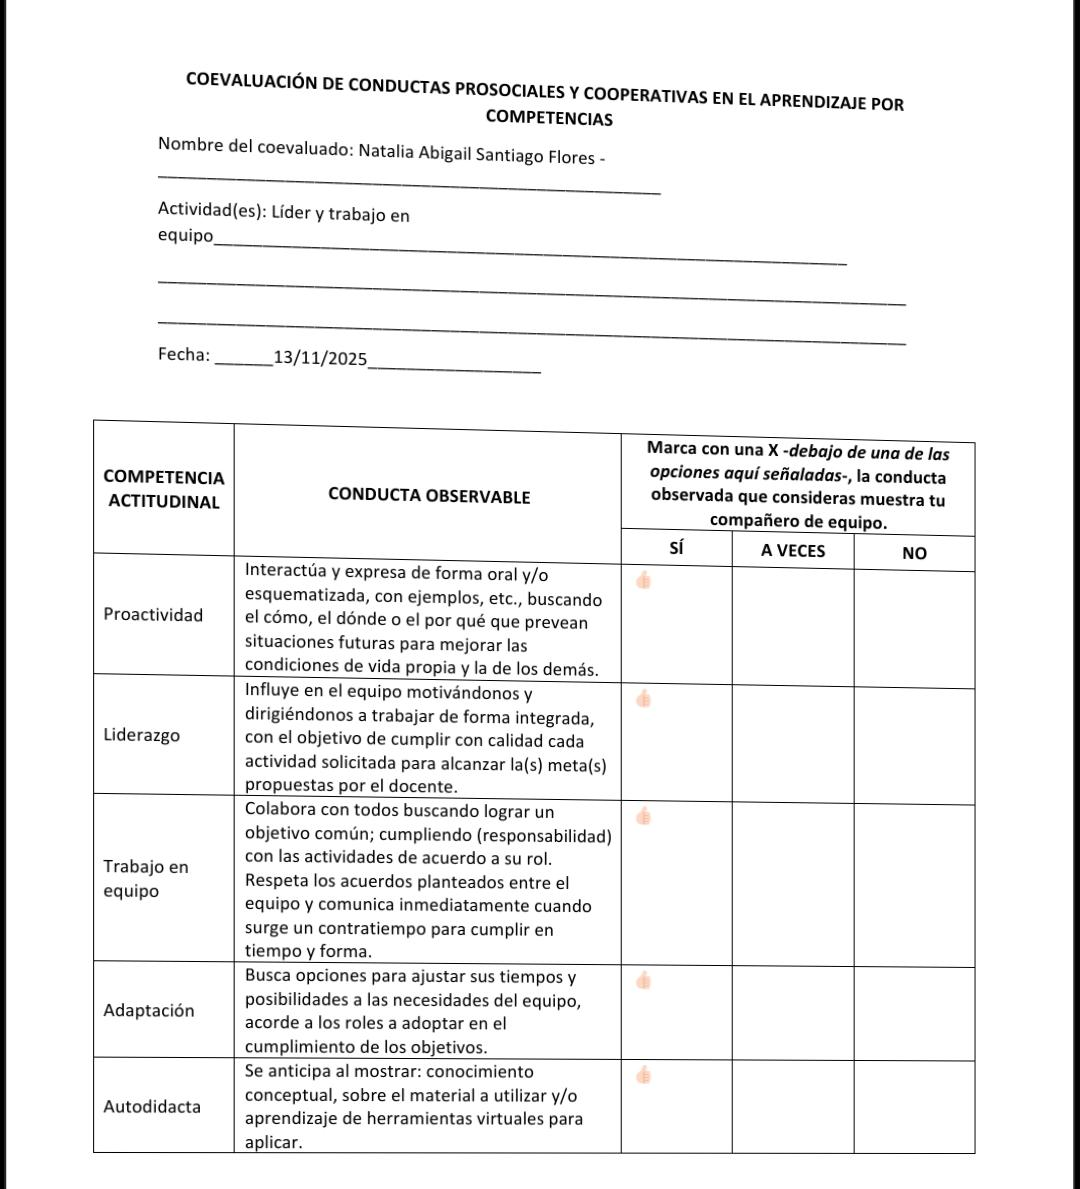 COEVALUACIÓN DE CONDUCTAS PROSOCIALES Y COOPERATIVAS EN EL APRENDIZAJE POR
COMPETENCIAS
Nombre del coevaluado: Natalia Abigail Santiago Flores -
Actividad(es): Líder y trabajo en
equipo
Fecha: ______13/11/2025__________________
COMPETENCIA
ACTITUDINAL
CONDUCTA OBSERVABLE
Marca con una X -debajo de una de las
opciones aquí señaladas-, la conducta
observada que consideras muestra tu
compañero de equipo.
SÍ
A VECES
NO
Proactividad
Interactúa y expresa de forma oral y/o
esquematizada, con ejemplos, etc., buscando
el cómo, el dónde o el por qué que prevean
situaciones futuras para mejorar las
condiciones de vida propia y la de los demás.
👍🏻
Liderazgo
Influye en el equipo motivándonos y
dirigiéndonos a trabajar de forma integrada,
con el objetivo de cumplir con calidad cada
actividad solicitada para alcanzar la(s) meta(s)
propuestas por el docente.
👍🏻
Trabajo en
equipo
Colabora con todos buscando lograr un
objetivo común; cumpliendo (responsabilidad)
con las actividades de acuerdo a su rol.
Respeta los acuerdos planteados entre el
equipo y comunica inmediatamente cuando
surge un contratiempo para cumplir en
tiempo y forma.
👍🏻
Adaptación
Busca opciones para ajustar sus tiempos y
posibilidades a las necesidades del equipo,
acorde a los roles a adoptar en el
cumplimiento de los objetivos.
👍🏻
Autodidacta
Se anticipa al mostrar: conocimiento
conceptual, sobre el material a utilizar y/o
aprendizaje de herramientas virtuales para
aplicar.
👍🏻